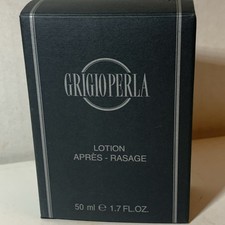 GRIGIOPERLA
LOTION
APRÈS - RASAGE
50 ml ℮ 1.7 FL.OZ.